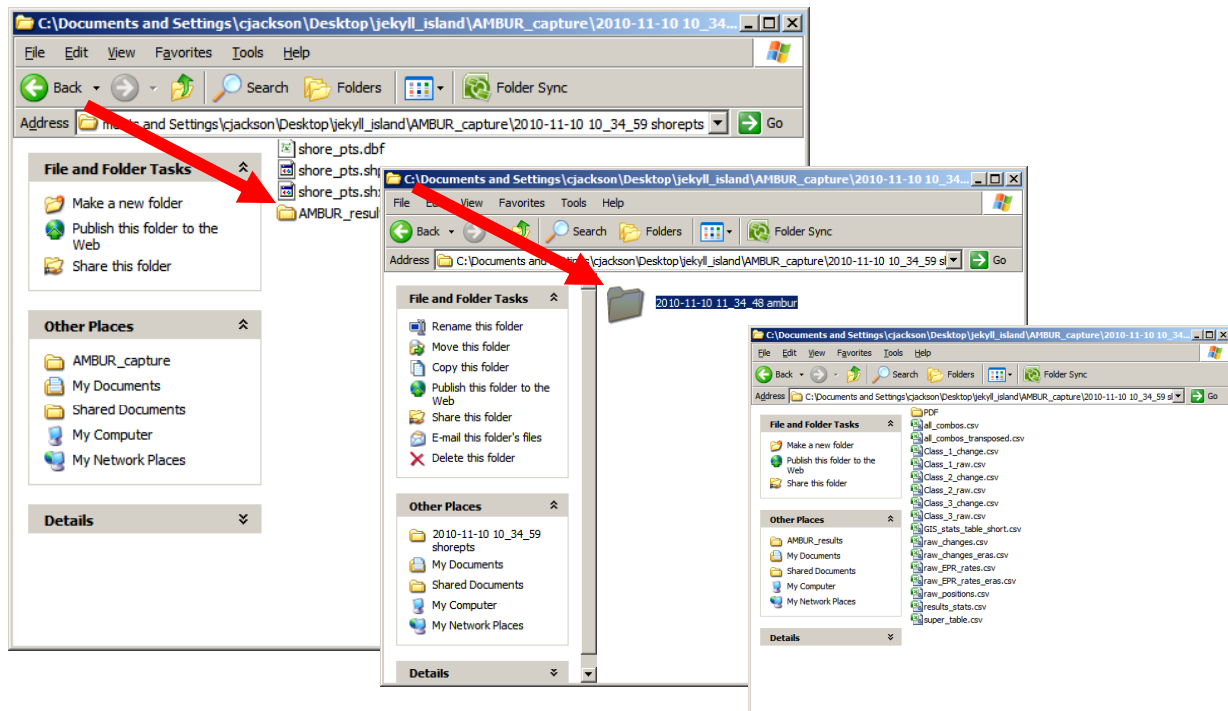 C:\Documents and Settings\cjackson\Desktop\jekyll_island\AMBUR_capture\2010-11-10 10_34...
File Edit View Favorites Tools Help
Back Search Folders Folder Sync
Address and Settings\cjackson\Desktop\jekyll_island\AMBUR_capture\2010-11-10 10_34_59 shorepts Go
File and Folder Tasks
Make a new folder
Publish this folder to the
Web
Share this folder
Other Places
AMBUR_capture
My Documents
Shared Documents
My Computer
My Network Places
Details
shore_pts.dbf
shore_pts.sh
shore_pts.sh
AMBUR_resul
C:\Documents and Settings\cjackson\Desktop\jekyll_island\AMBUR_capture\2010-11-10 10_34...
File View Favorites Tools Help
Back Search Folders Folder Sync
Address C:\Documents and \cjackson\Desktop\jekyll_island\AMBUR_capture\2010-11-10 10_34_59 sl Go
File and Folder Tasks
Rename this folder
Move this folder
Copy this folder
Publish this folder to the
Web
Share this folder
E-mail this folder's files
Delete this folder
Other Places
2010-11-10 10_34_59
shorepts
My Documents
Shared Documents
My Computer
My Network Places
Details
2010-11-10 11_34_48 ambur
C:\Documents and Settings\cjackson\Desktop\jekyll_island\AMBUR_capture\2010-11-10 10_34...
File Edit View Favorites Tools Help
Back Search Folders Folder Sync
Address C:\Documents and Settings\cjackson\Desktop\jekyll_island\AMBUR_capture\2010-11-10 10_34_59 sl Go
File and Folder Tasks
Make a new folder
Publish this folder to the
Web
Share this folder
Other Places
AMBUR_results
My Documents
Shared Documents
My Computer
My Network Places
Details
PDF
all_combos.csv
all_combos_transposed.csv
Class_1_change.csv
Class_1_raw.csv
Class_2_change.csv
Class_2_raw.csv
Class_3_change.csv
Class_3_raw.csv
GIS_stats_table_short.csv
raw_changes.csv
raw_changes_eras.csv
raw_EPR_rates.csv
raw_EPR_rates_eras.csv
raw_positions.csv
results_stats.csv
super_table.csv